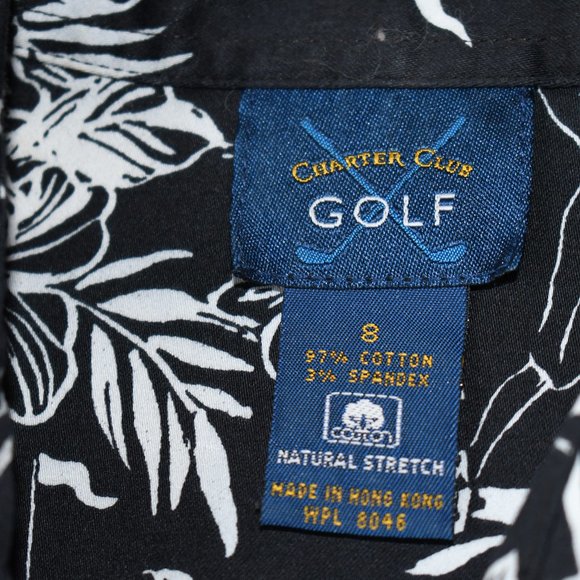 CHARTER CLUB
GOLF
8
97% COTTON
3% SPANDEX
cotton
NATURAL STRETCH
MADE IN HONG KONG
WPL 8046